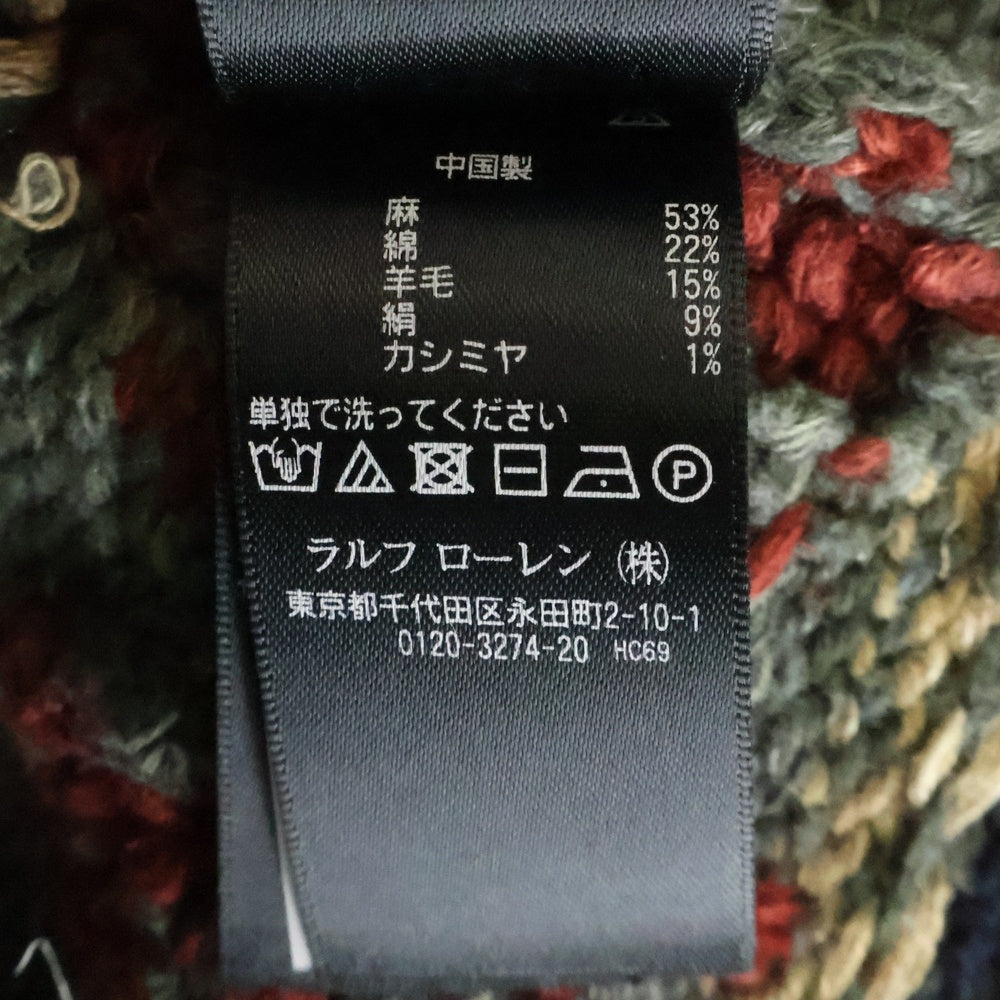 中国製
麻 53%
綿 22%
羊毛 15%
絹 9%
カシミヤ 1%
単独で洗ってください
P
ラルフ ローレン (株)
東京都千代田区永田町2-10-1
0120-3274-20 HC69